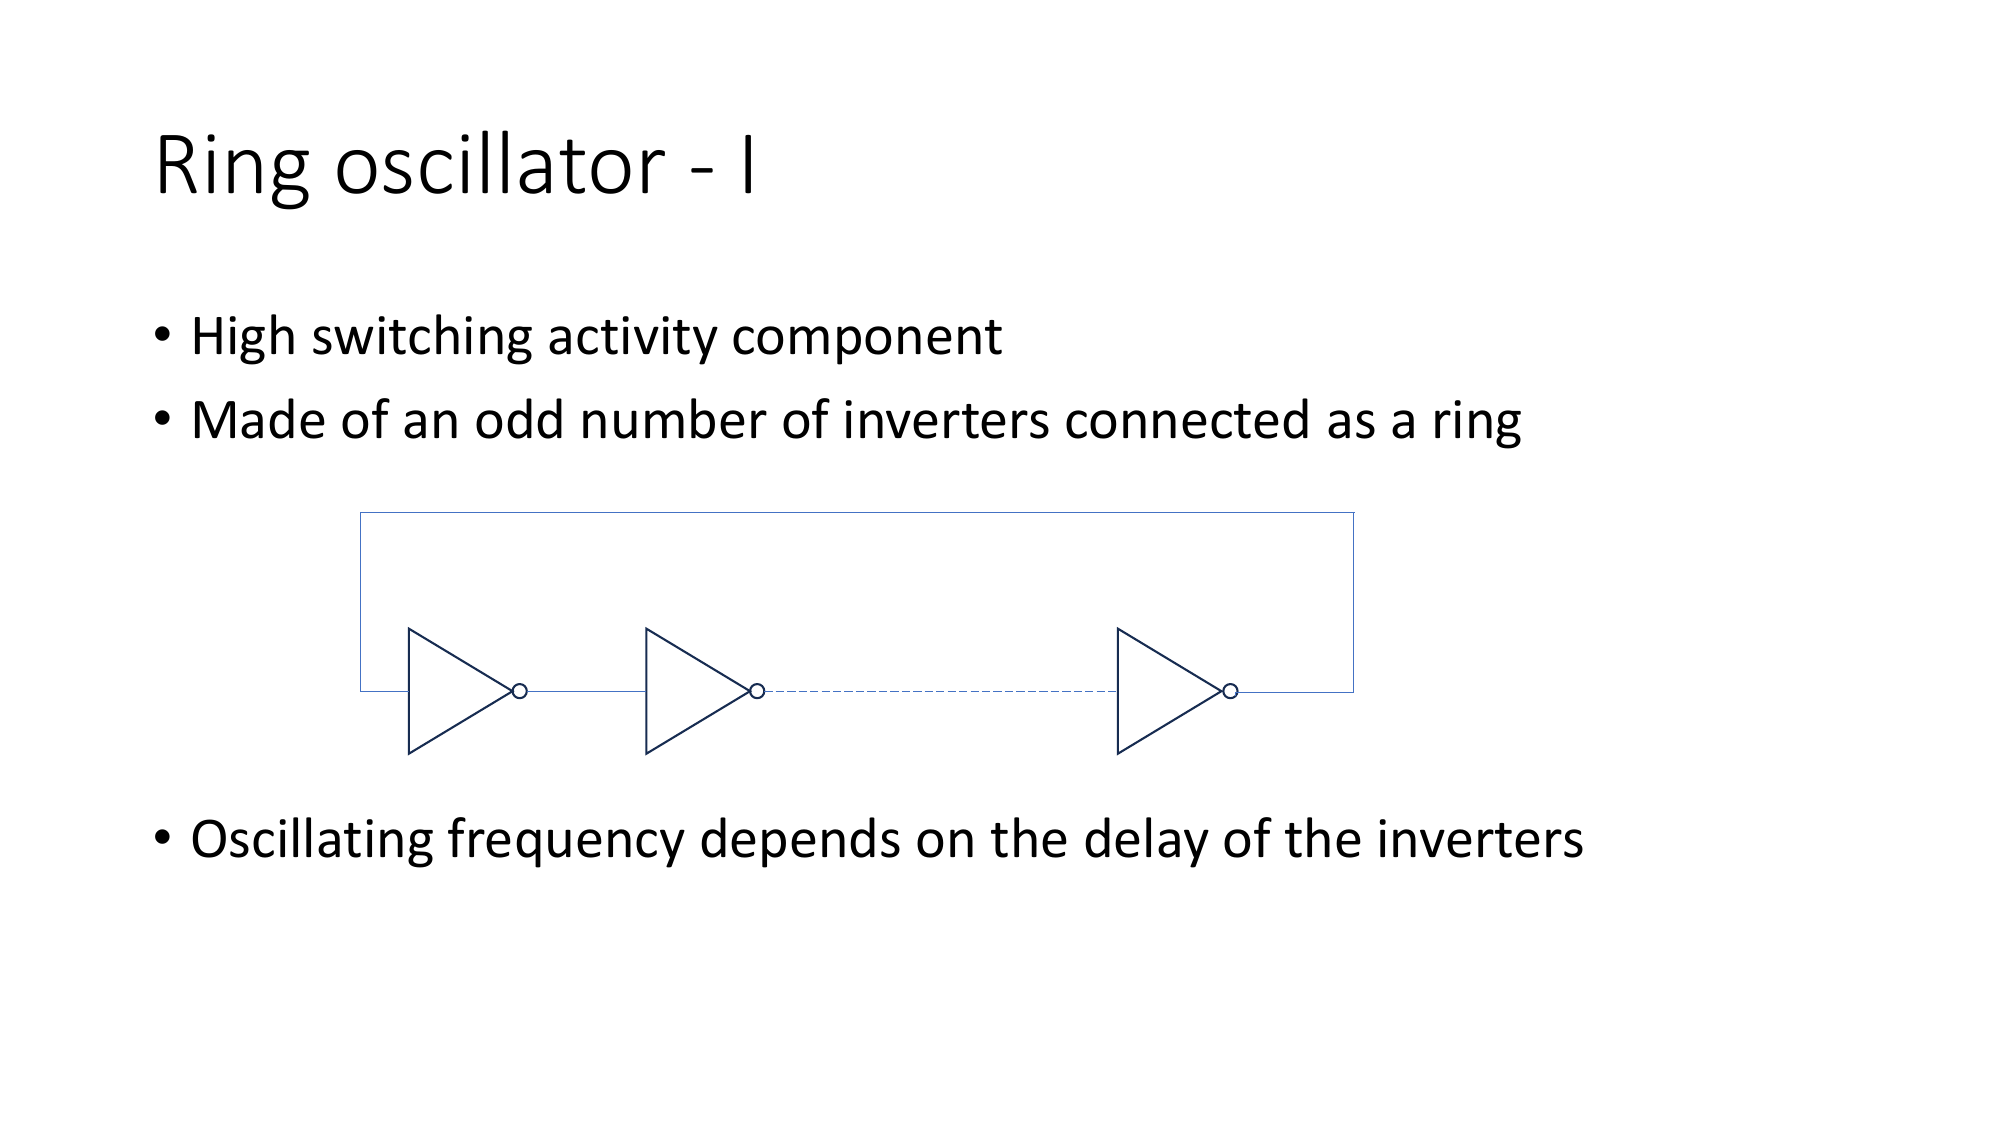 Ring oscillator - I
• High switching activity component
• Made of an odd number of inverters connected as a ring
• Oscillating frequency depends on the delay of the inverters